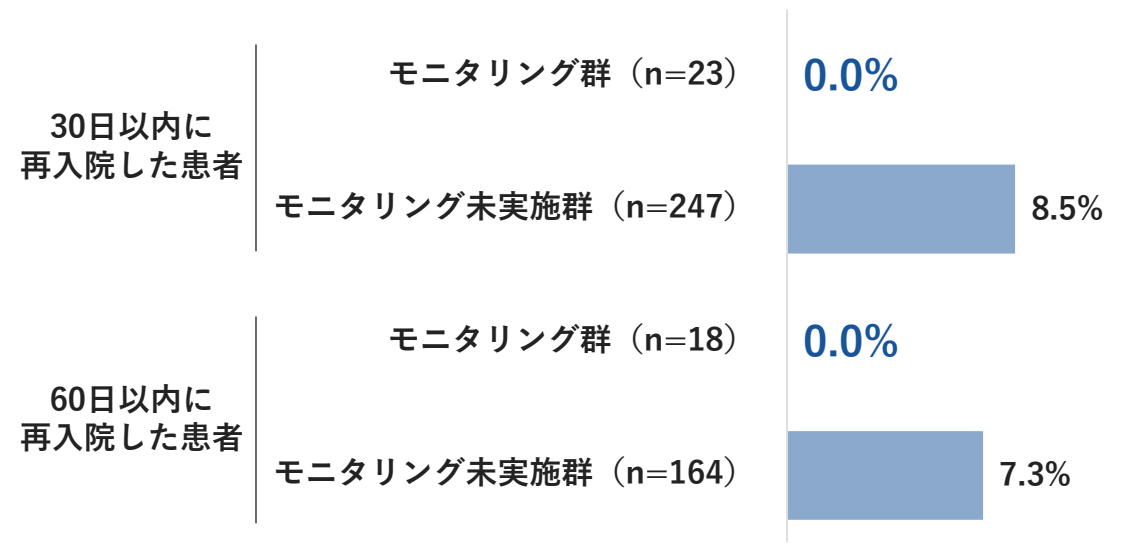 30日以内に
再入院した患者
モニタリング群（n=23）
0.0%
モニタリング未実施群（n=247）
8.5%
60日以内に
再入院した患者
モニタリング群（n=18）
0.0%
モニタリング未実施群（n=164）
7.3%